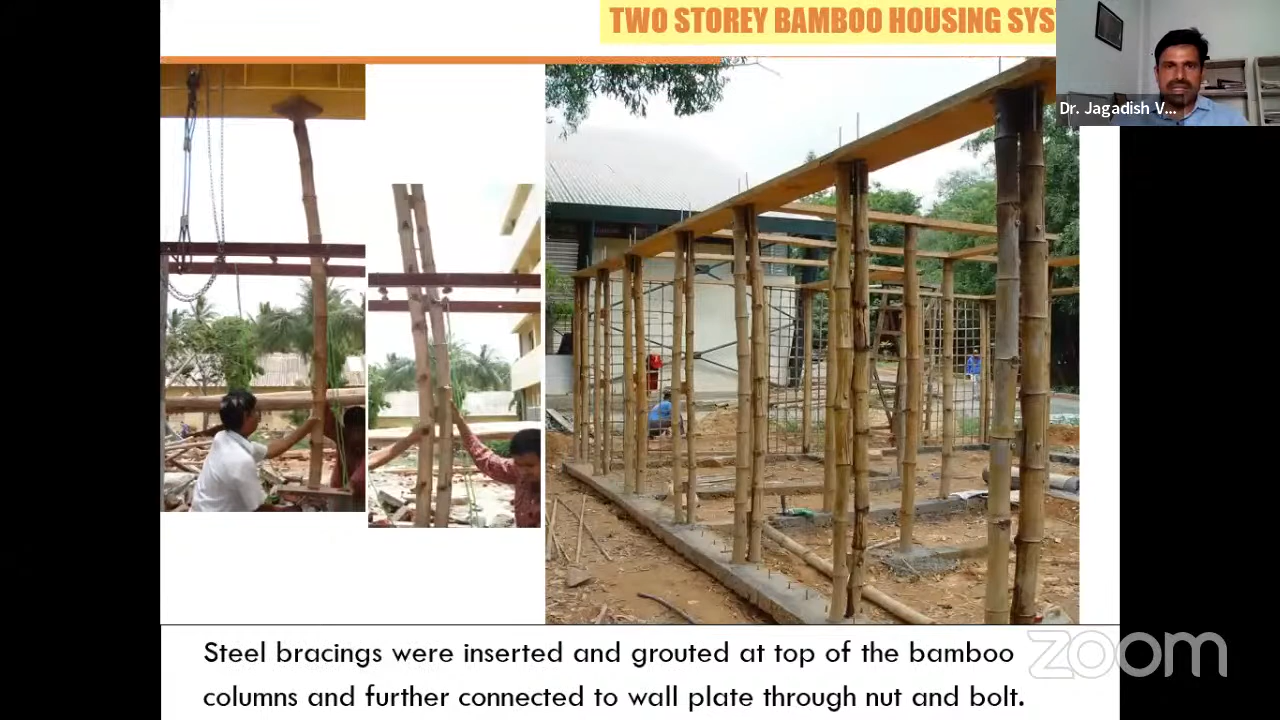 TWO STOREY BAMBOO HOUSING SYS
Dr. Jagadish V...
Steel bracings were inserted and grouted at top of the bamboo
columns and further connected to wall plate through nut and bolt.
zoom